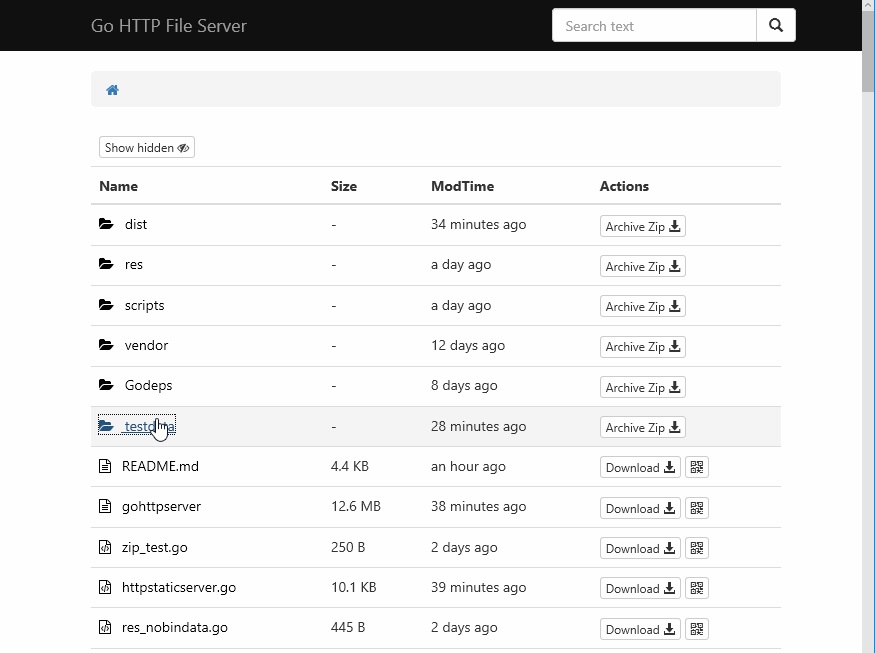 Go HTTP File Server
Search text
Show hidden
Name Size ModTime Actions
dist - 34 minutes ago Archive Zip
res - a day ago Archive Zip
scripts - a day ago Archive Zip
vendor - 12 days ago Archive Zip
Godeps - 8 days ago Archive Zip
testdata - 28 minutes ago Archive Zip
README.md 4.4 KB an hour ago Download
gohttpserver 12.6 MB 38 minutes ago Download
zip_test.go 250 B 2 days ago Download
httpstaticserver.go 10.1 KB 39 minutes ago Download
res_nobindata.go 445 B 2 days ago Download